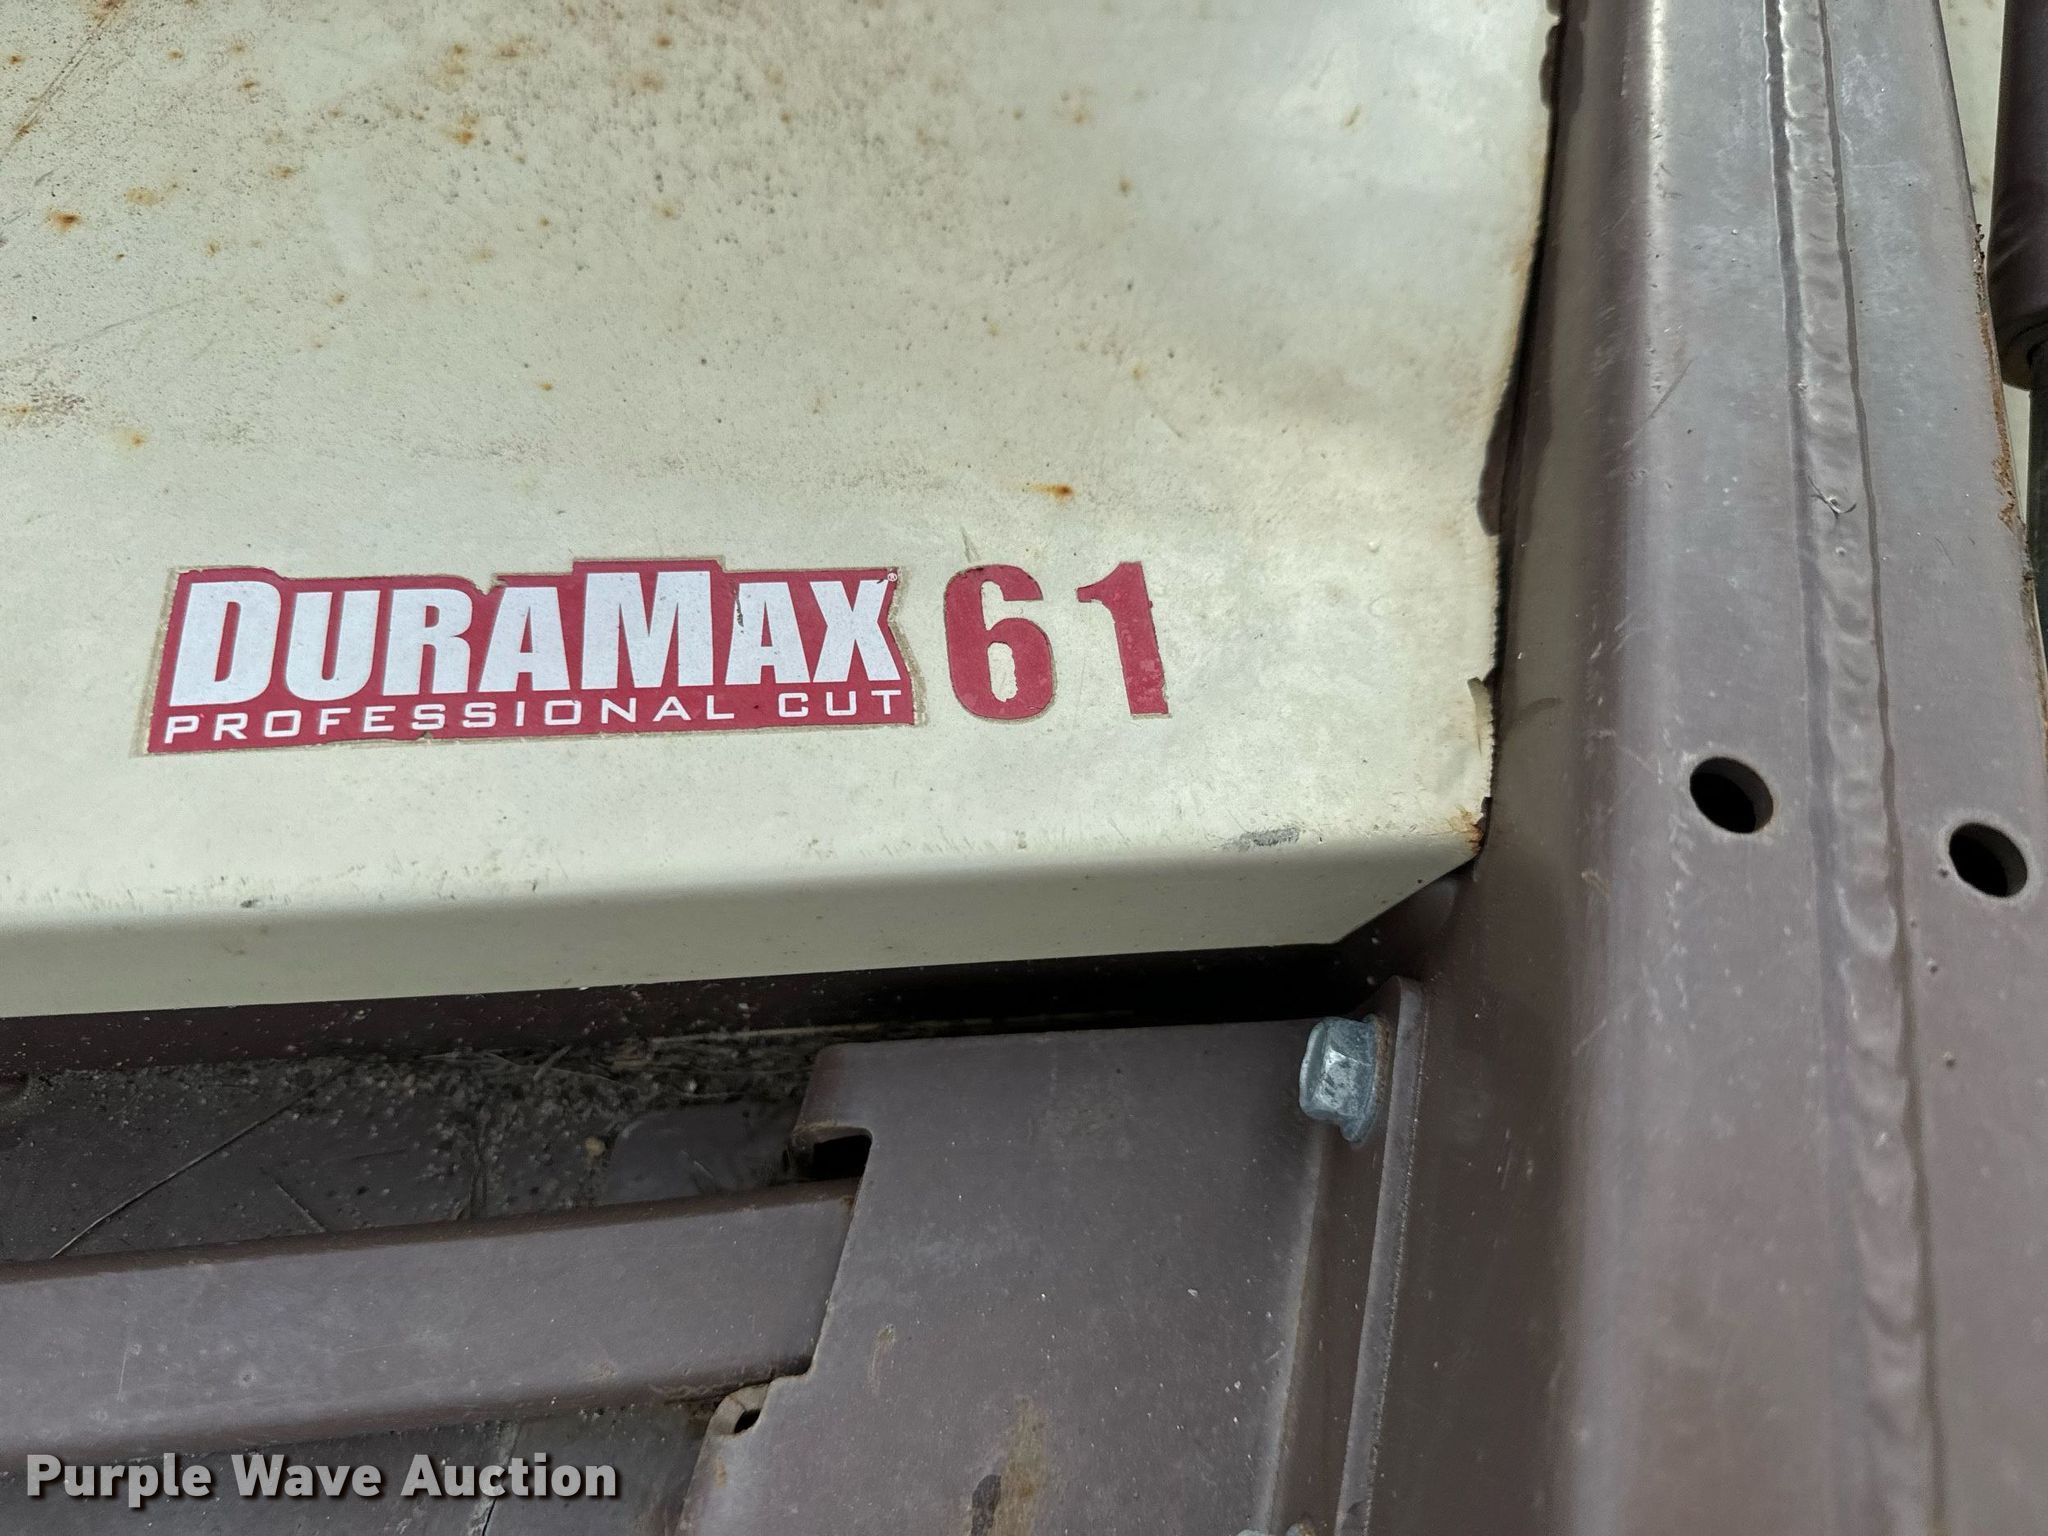 DURAMAX® 61
PROFESSIONAL CUT
Purple Wave Auction